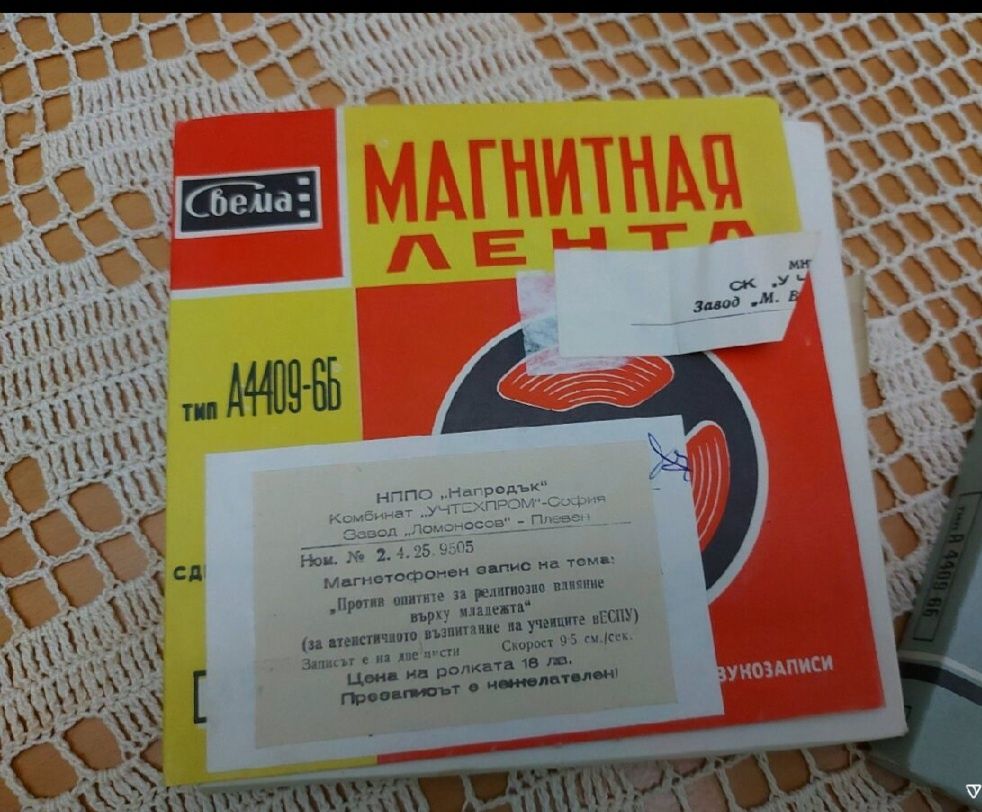 Свема
МАГНИТНАЯ
ЛЕНТА
тип А4409-6Б
СК „У
Завод „М. В
НППО „Напредък“
Комбинат „УЧТЕХПРОМ“-София
Завод „Ломоносов“ - Плевен
Ном. № 2. 4. 25. 9505
Магнетофонен запис на тема:
„Против опитите за религиозно влияние
върху младежта“
(за атеистичното възпитание на учениците вЕСПУ)
Записът е на две писти Скорост 9·5 см./сек.
Цена на ролката 18 лв.
Презаписът е нежелателен!
ВУКОЗАПИСИ
тип А 4409-6Б